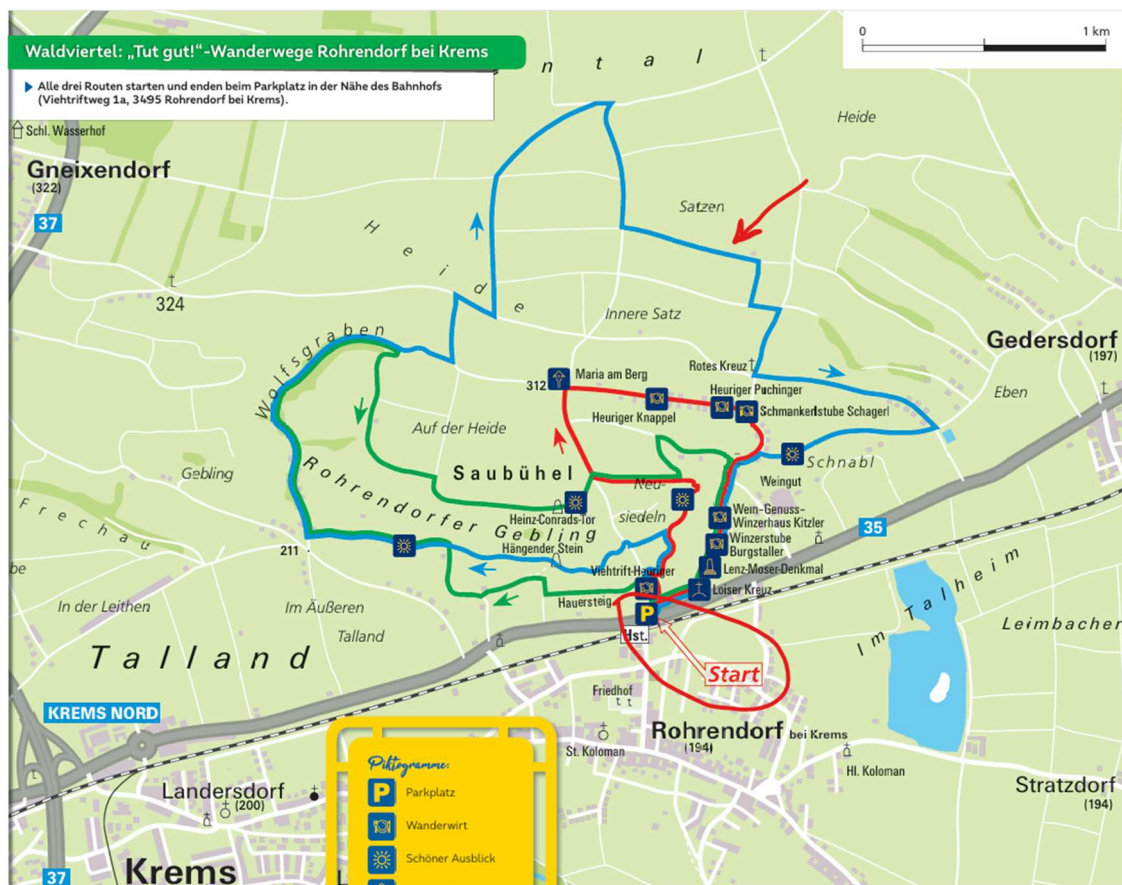 Waldviertel: „Tut gut!“-Wanderwege Rohrendorf bei Krems
Alle drei Routen starten und enden beim Parkplatz in der Nähe des Bahnhofs
(Viehtriftweg 1a, 3495 Rohrendorf bei Krems).
0 1 km
n t a l
Heide
Schl. Wasserhof
Gneixendorf
(322)
37
Satzen
Heide
324
Innere Satz
Wolfsgraben
Gedersdorf
(197)
Rotes Kreuz
Maria am Berg
312
Heuriger Puchinger
Eben
Heuriger Knappel
Schmankerlstube Schagerl
Auf der Heide
Saubühel
Schnabl
Weingut
Gebling
Neu-
siedeln
Rohrendorfer Gebling
Heinz-Conrads-Tor
Wein-Genuss-
Winzerhaus Kitzler
35
Frechau
Hängender Stein
Winzerstube
Burgstaller
211
Viehtrift-Heuriger
Lenz-Moser-Denkmal
be
Loiser Kreuz
In der Leithen
Im Äußeren
Hauersteig
P
Im Talheim
Leimbacher
Talland
Hst.
Talland
Start
Friedhof
KREMS NORD
Rohrendorf bei Krems
(194)
St. Koloman
Hl. Koloman
Piktogramme:
Landersdorf
(200)
P Parkplatz
Stratzdorf
(194)
Wanderwirt
Schöner Ausblick
Krems
37
L